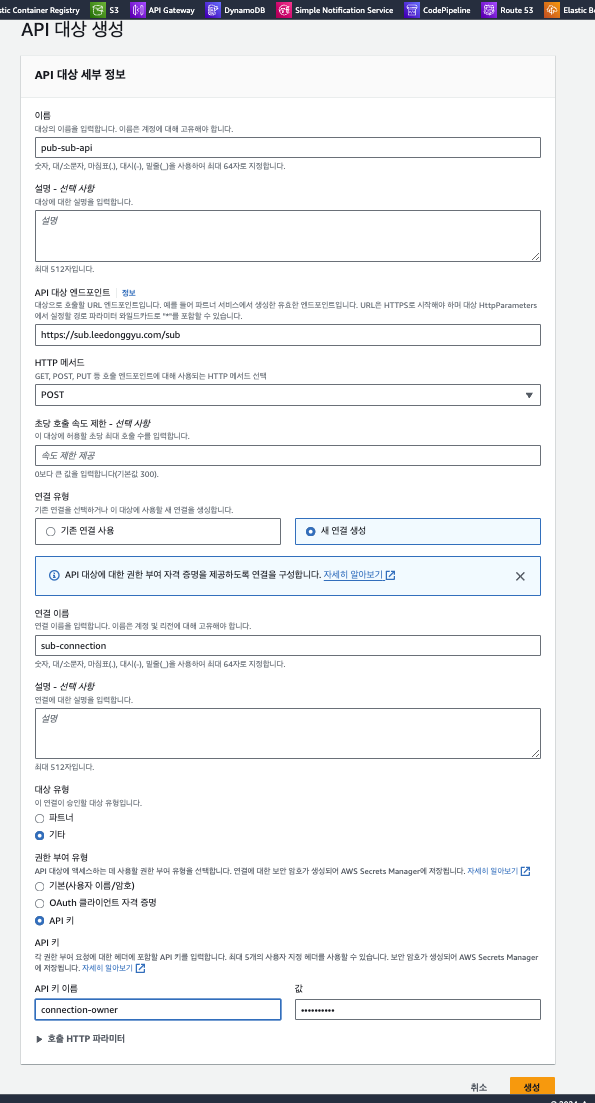 stic Container Registry S3 API Gateway DynamoDB Simple Notification Service CodePipeline Route 53 Elastic Be
API 대상 생성
API 대상 세부 정보
이름
대상의 이름을 입력합니다. 이름은 계정에 대해 고유해야 합니다.
pub-sub-api
숫자, 대/소문자, 마침표(.), 대시(-), 밑줄(_)을 사용하여 최대 64자로 지정합니다.
설명 - 선택 사항
대상에 대한 설명을 입력합니다.
설명
최대 512자입니다.
API 대상 엔드포인트 정보
대상으로 호출할 URL 엔드포인트입니다. 예를 들어 파트너 서비스에서 생성한 유효한 엔드포인트입니다. URL은 HTTPS로 시작해야 하며 대상 HttpParameters
에서 설정할 경로 파라미터 와일드카드로 "*"를 포함할 수 있습니다.
https://sub.leedonggyu.com/sub
HTTP 메서드
GET, POST, PUT 등 호출 엔드포인트에 대해 사용되는 HTTP 메서드 선택
POST
초당 호출 속도 제한 - 선택 사항
이 대상에 허용할 초당 최대 호출 수를 입력합니다.
속도 제한 제공
0보다 큰 값을 입력합니다(기본값 300).
연결 유형
기존 연결을 선택하거나 이 대상에 사용할 새 연결을 생성합니다.
기존 연결 사용 새 연결 생성
API 대상에 대한 권한 부여 자격 증명을 제공하도록 연결을 구성합니다. 자세히 알아보기
연결 이름
연결 이름을 입력합니다. 이름은 계정 및 리전에 대해 고유해야 합니다.
sub-connection
숫자, 대/소문자, 마침표(.), 대시(-), 밑줄(_)을 사용하여 최대 64자로 지정합니다.
설명 - 선택 사항
연결에 대한 설명을 입력합니다.
설명
최대 512자입니다.
대상 유형
이 연결이 승인할 대상 유형입니다.
파트너
기타
권한 부여 유형
API 대상에 액세스하는 데 사용할 권한 부여 유형을 선택합니다. 연결에 대한 보안 암호가 생성되어 AWS Secrets Manager에 저장됩니다. 자세히 알아보기
기본(사용자 이름/암호)
OAuth 클라이언트 자격 증명
API 키
API 키
각 권한 부여 요청에 대한 헤더에 포함할 API 키를 입력합니다. 최대 5개의 사용자 지정 헤더를 사용할 수 있습니다. 보안 암호가 생성되어 AWS Secrets Manager
에 저장됩니다. 자세히 알아보기
API 키 이름 값
connection-owner ••••••••••
호출 HTTP 파라미터
취소 생성